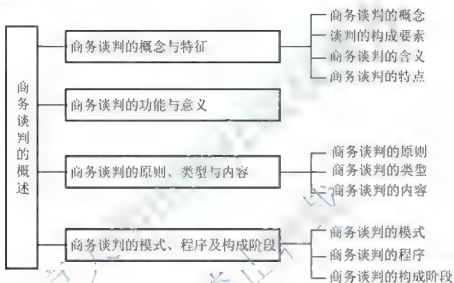 商务谈判的概述
商务谈判的概念与特征
商务谈判的概念
谈判的构成要素
商务谈判的含义
商务谈判的特点
商务谈判的功能与意义
商务谈判的原则、类型与内容
商务谈判的原则
商务谈判的类型
商务谈判的内容
商务谈判的模式、程序及构成阶段
商务谈判的模式
商务谈判的程序
商务谈判的构成阶段